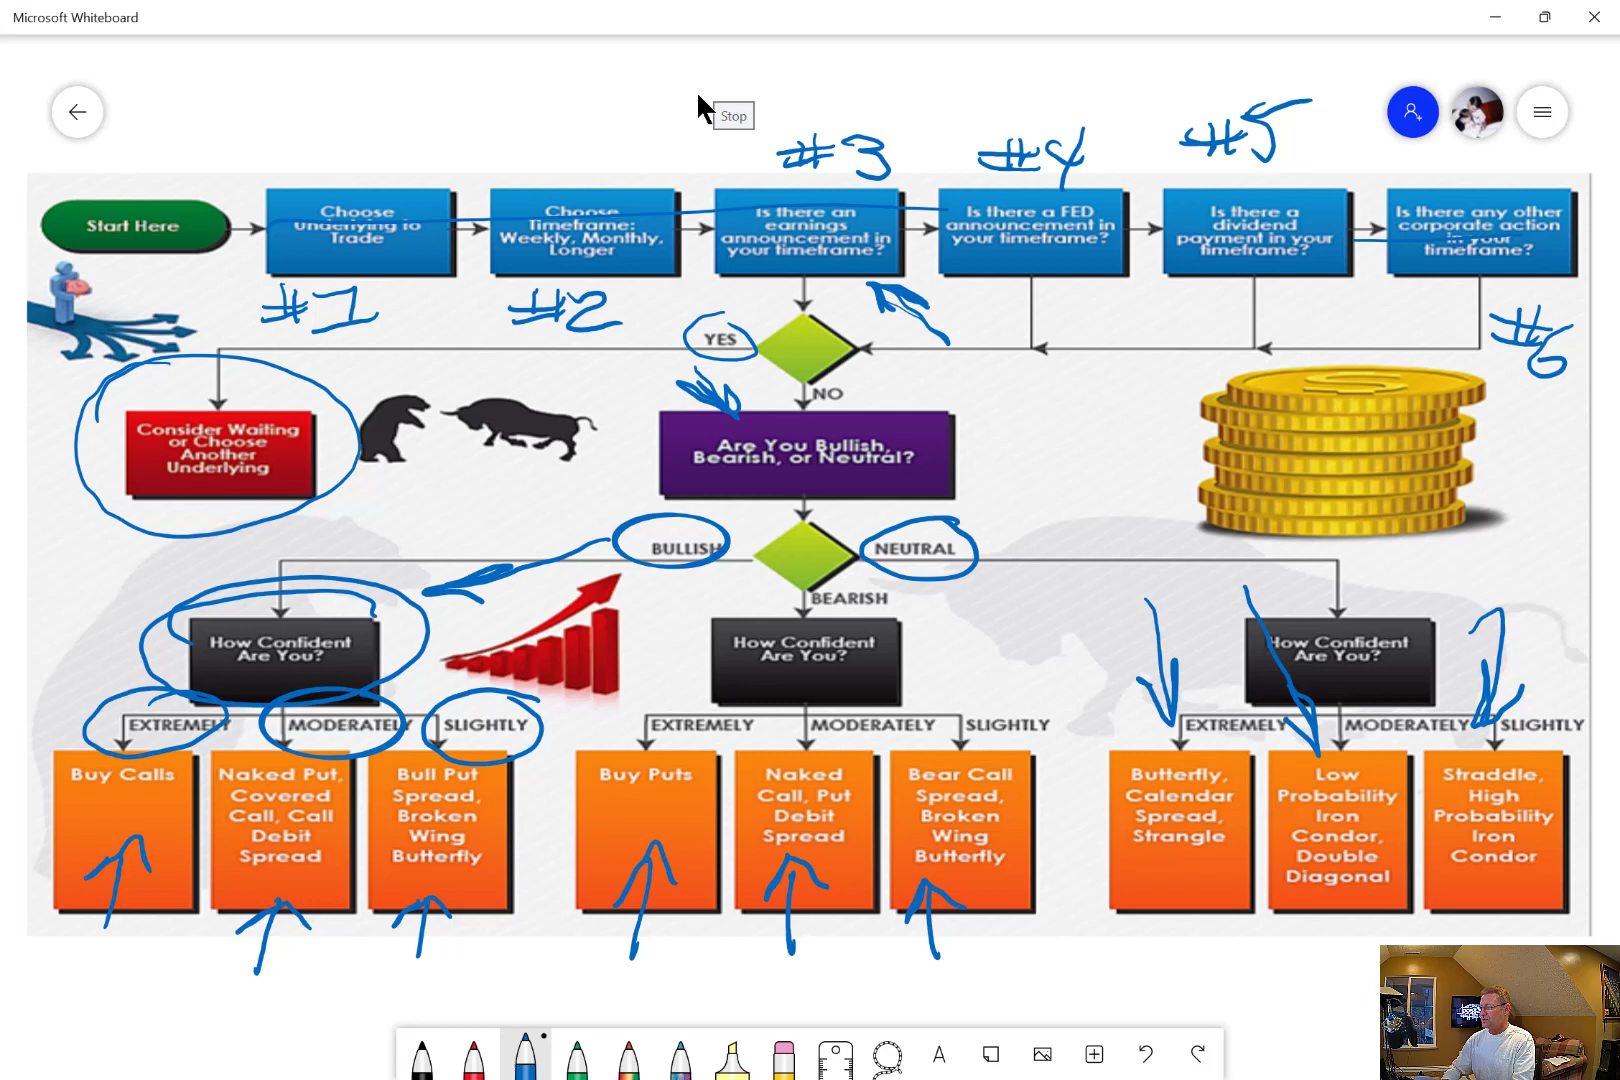 Microsoft Whiteboard
Stop
#3
#4
#5
Start Here
Choose
Underlying To
Trade
Choose
Timeframe:
Weekly, Monthly,
Longer
Is there an
earnings
announcement in
your timeframe?
Is there a FED
announcement in
your timeframe?
Is there a
dividend
payment in your
timeframe?
Is there any other
corporate action
in your
timeframe?
#1
#2
#6
YES
NO
Consider Waiting
or Choose
Another
Underlying
Are You Bullish,
Bearish, or Neutral?
BULLISH
NEUTRAL
BEARISH
How Confident
Are You?
How Confident
Are You?
How Confident
Are You?
EXTREMELY
MODERATELY
SLIGHTLY
EXTREMELY
MODERATELY
SLIGHTLY
EXTREMELY
MODERATELY
SLIGHTLY
Buy Calls
Naked Put,
Covered
Call, Call
Debit
Spread
Bull Put
Spread,
Broken
Wing
Butterfly
Buy Puts
Naked
Call, Put
Debit
Spread
Bear Call
Spread,
Broken
Wing
Butterfly
Butterfly,
Calendar
Spread,
Strangle
Low
Probability
Iron
Condor,
Double
Diagonal
Straddle,
High
Probability
Iron
Condor
A